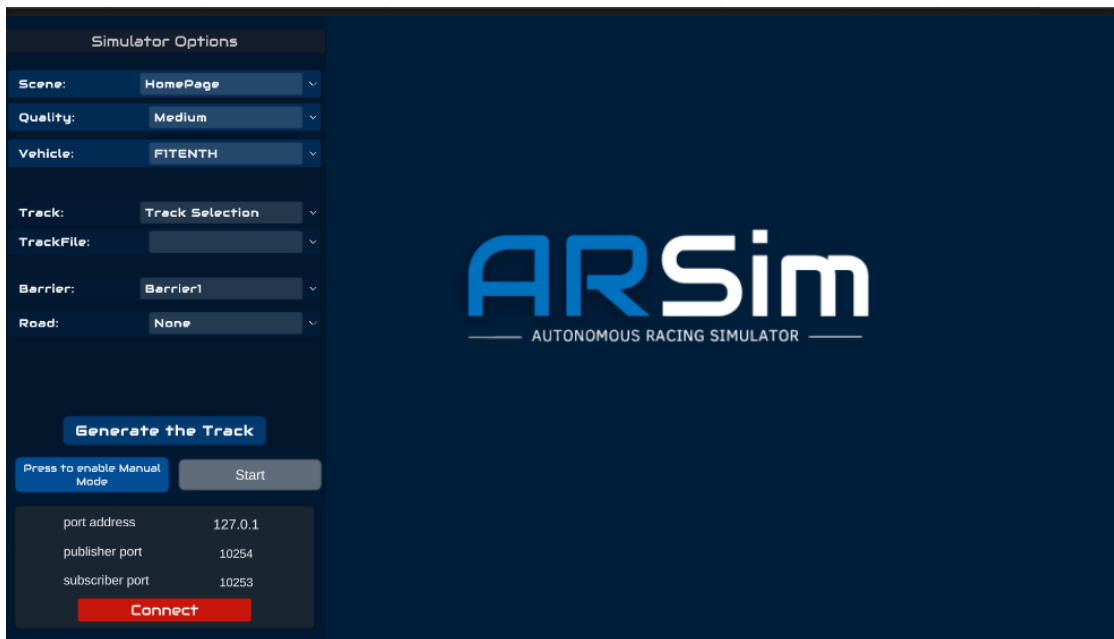 Simulator Options
Scene: HomePage
Quality: Medium
Vehicle: F1TENTH
Track: Track Selection
TrackFile:
Barrier: Barrier1
Road: None
Generate the Track
Press to enable Manual
Mode
Start
port address 127.0.1
publisher port 10254
subscriber port 10253
Connect
ARSim
AUTONOMOUS RACING SIMULATOR